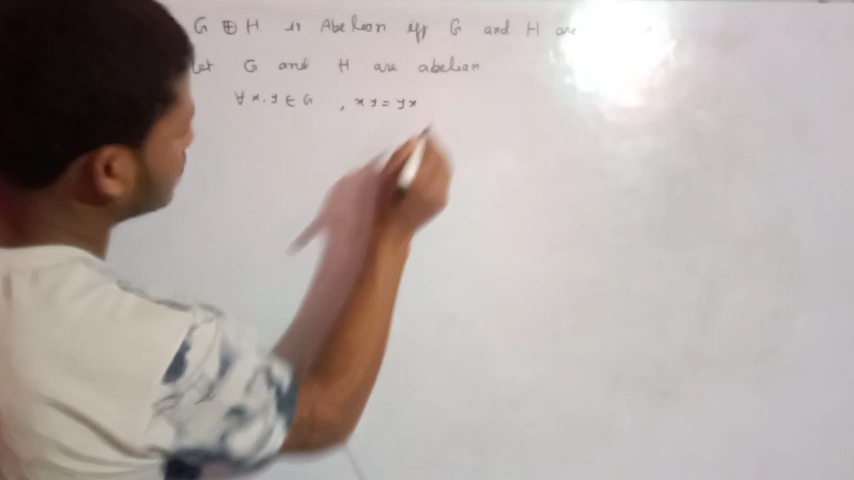 G ⊕ H is Abelian iff G and H are
Let G and H are abelian
∀ x, y ∈ G , xy = yx